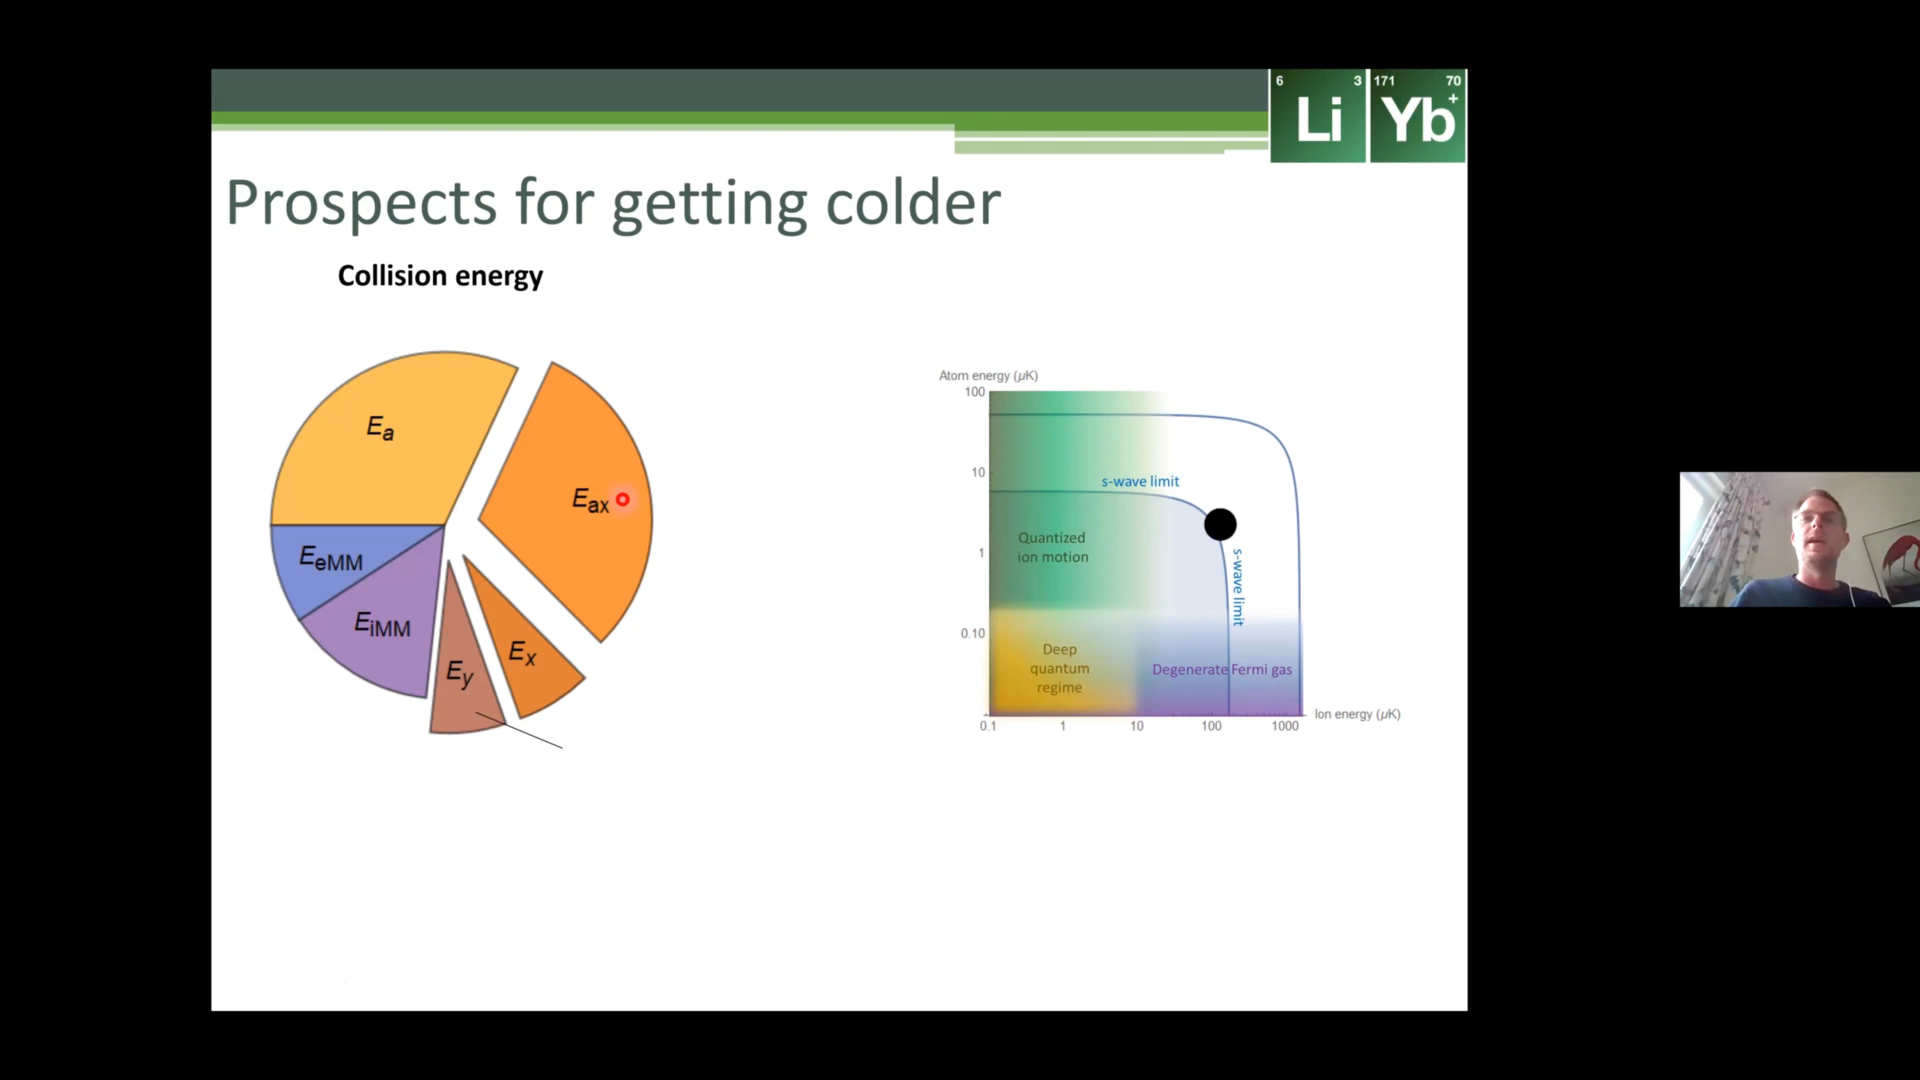 6 3 171 70
Li Yb+
Prospects for getting colder
Collision energy
Ea
Eax
EeMM
EiMM
Ey
Ex
Atom energy (μK)
100
10
1
0.10
s-wave limit
Quantized
ion motion
s-wave limit
Deep
quantum
regime
Degenerate Fermi gas
Ion energy (μK)
0.1 1 10 100 1000